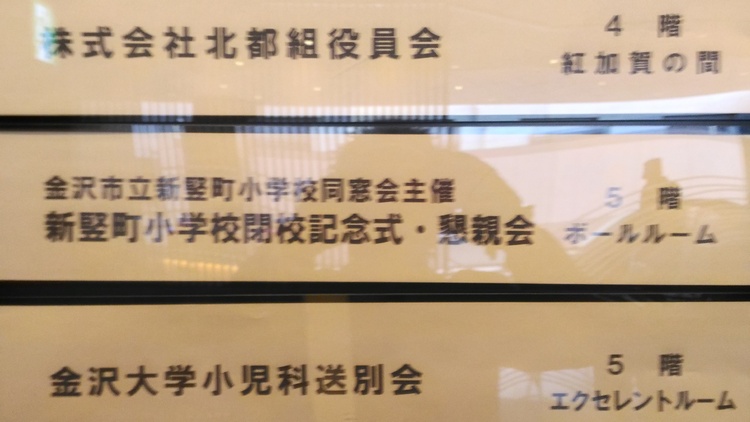 株式会社北都組役員会
4 階
紅加賀の間
金沢市立新竪町小学校同窓会主催
新竪町小学校閉校記念式・懇親会
5 階
ボールルーム
金沢大学小児科送別会
5 階
エクセレントルーム